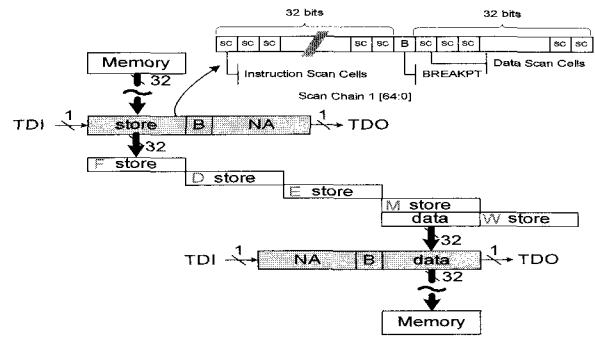 32 bits 32 bits
sc sc sc sc sc B sc sc sc sc
Memory
32
Instruction Scan Cells BREAKPT Data Scan Cells
Scan Chain 1 [64:0]
TDI 1 store B NA 1 TDO
32
F store
D store
E store
M store
data W store
32
TDI 1 NA B data 1 TDO
32
Memory